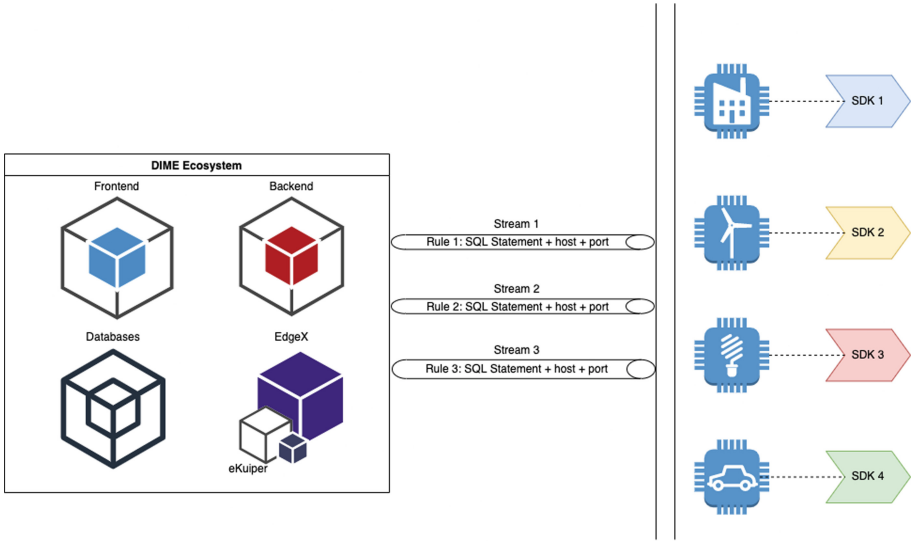 DIME Ecosystem
Frontend
Backend
Databases
EdgeX
eKuiper
Stream 1
Rule 1: SQL Statement + host + port
Stream 2
Rule 2: SQL Statement + host + port
Stream 3
Rule 3: SQL Statement + host + port
SDK 1
SDK 2
SDK 3
SDK 4